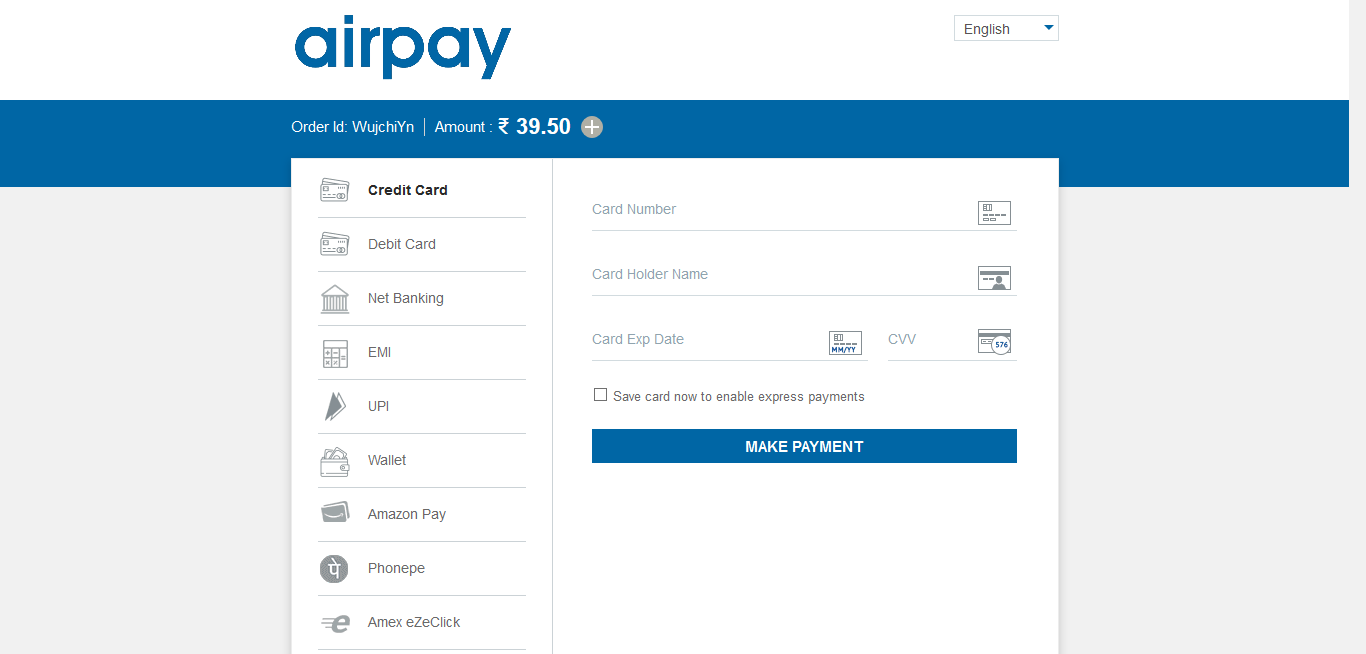 airpay
English
Order Id: WujchiYn | Amount : ₹ 39.50
Credit Card
Debit Card
Net Banking
EMI
UPI
Wallet
Amazon Pay
पे Phonepe
e Amex eZeClick
Card Number
Card Holder Name
Card Exp Date MM/YY CVV 576
Save card now to enable express payments
MAKE PAYMENT